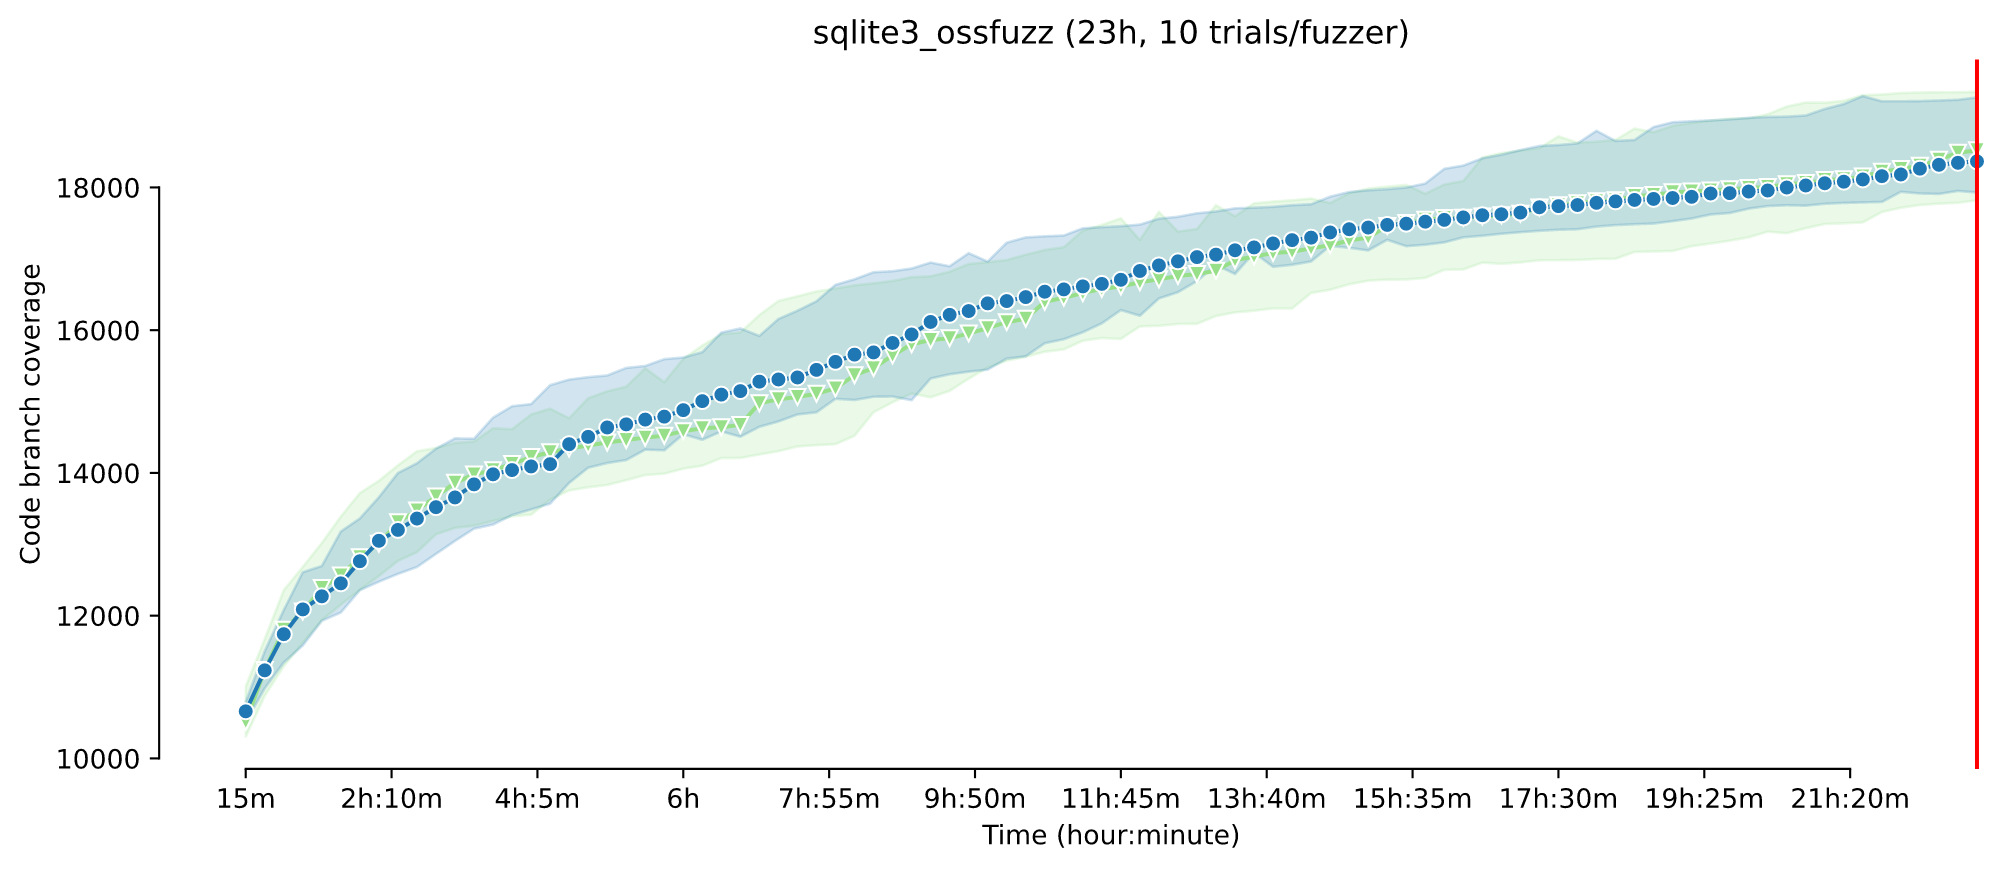 sqlite3_ossfuzz (23h, 10 trials/fuzzer)
Code branch coverage
18000
16000
14000
12000
10000
15m 2h:10m 4h:5m 6h 7h:55m 9h:50m 11h:45m 13h:40m 15h:35m 17h:30m 19h:25m 21h:20m
Time (hour:minute)